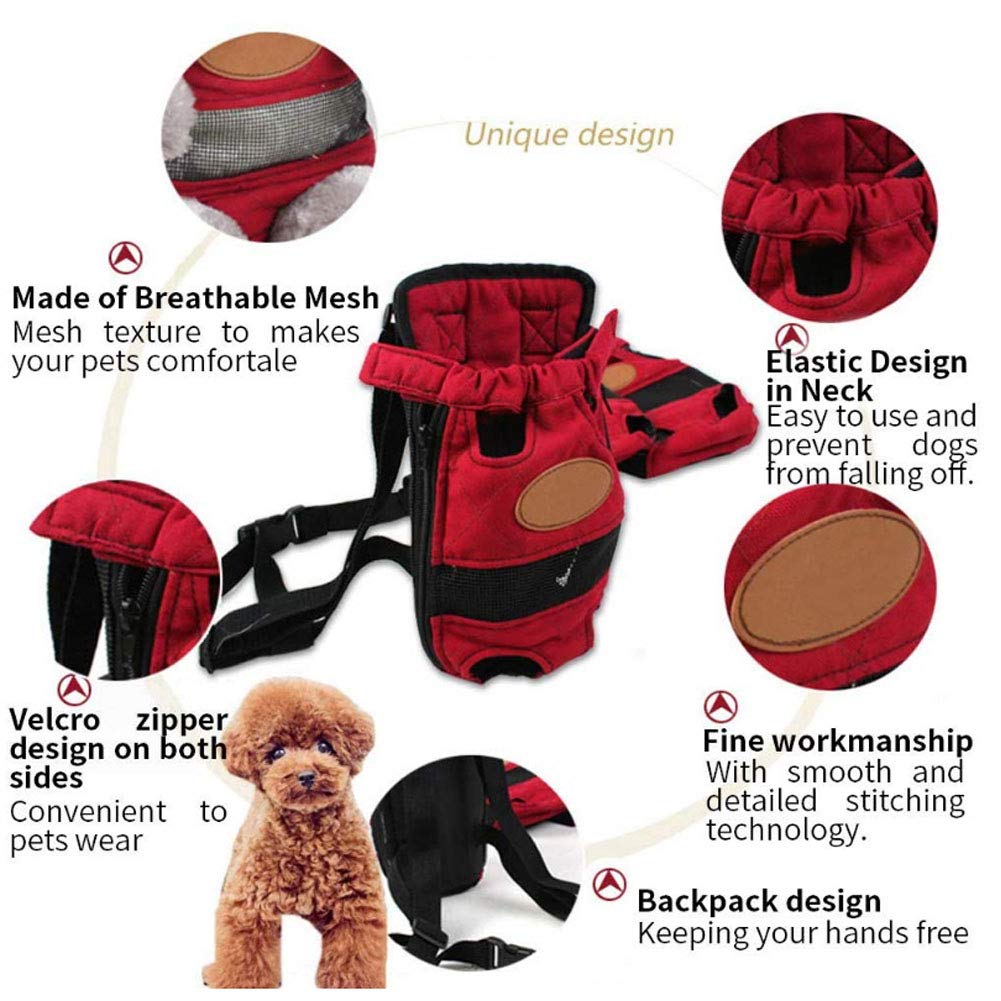 Unique design
Made of Breathable Mesh
Mesh texture to makes
your pets comfortale
Elastic Design
in Neck
Easy to use and
prevent dogs
from falling off.
Velcro zipper
design on both
sides
Convenient to
pets wear
Fine workmanship
With smooth and
detailed stitching
technology.
Backpack design
Keeping your hands free